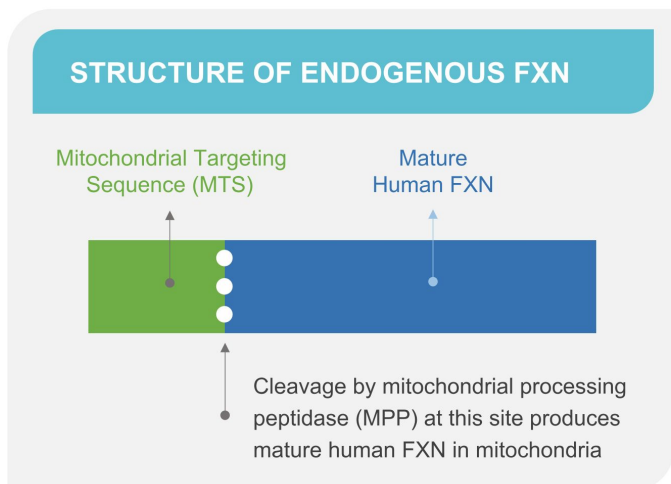 STRUCTURE OF ENDOGENOUS FXN
Mitochondrial Targeting
Sequence (MTS)
Mature
Human FXN
Cleavage by mitochondrial processing
peptidase (MPP) at this site produces
mature human FXN in mitochondria